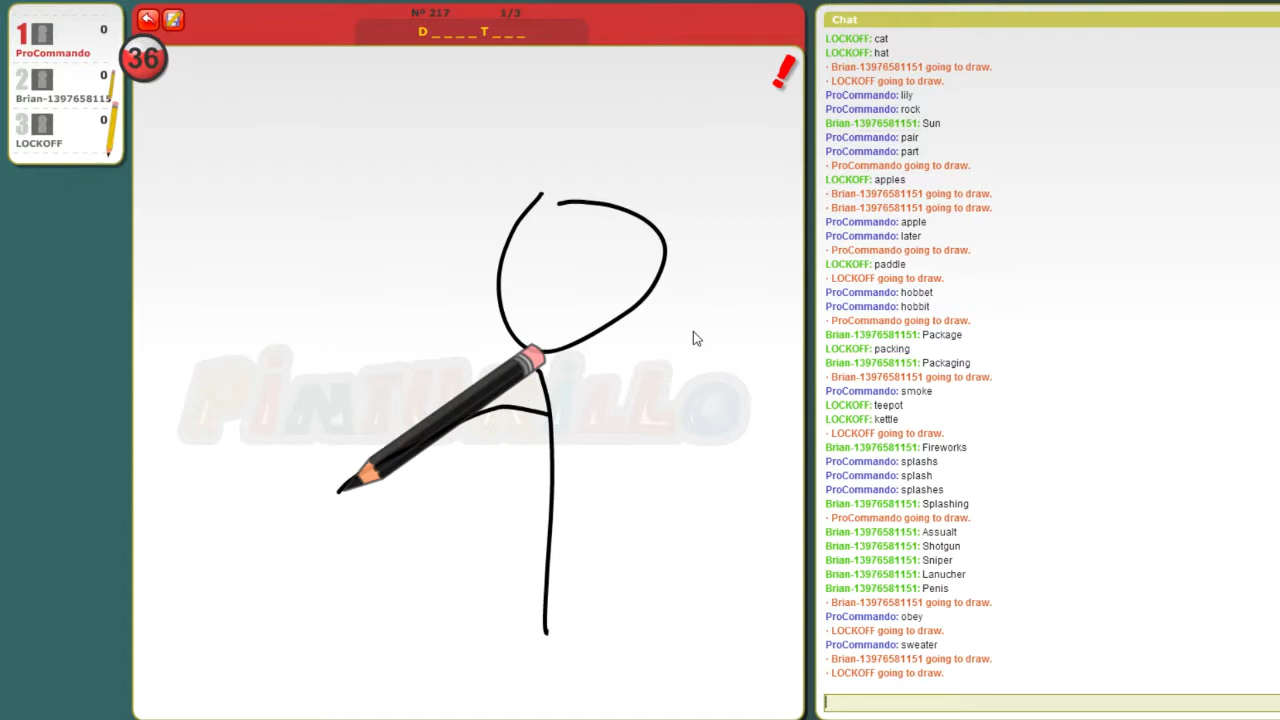 1 0
ProCommando
2 0
Brian-1397658115
3 0
LOCKOFF
36
Nº 217 1/3
D _ _ _ _ T _ _ _
Chat
LOCKOFF: cat
LOCKOFF: hat
· Brian-13976581151 going to draw.
· LOCKOFF going to draw.
ProCommando: lily
ProCommando: rock
Brian-13976581151: Sun
ProCommando: pair
ProCommando: part
· ProCommando going to draw.
LOCKOFF: apples
· Brian-13976581151 going to draw.
· Brian-13976581151 going to draw.
ProCommando: apple
ProCommando: later
· ProCommando going to draw.
LOCKOFF: paddle
· LOCKOFF going to draw.
ProCommando: hobbet
ProCommando: hobbit
· ProCommando going to draw.
Brian-13976581151: Package
LOCKOFF: packing
Brian-13976581151: Packaging
· Brian-13976581151 going to draw.
ProCommando: smoke
LOCKOFF: teepot
LOCKOFF: kettle
· LOCKOFF going to draw.
Brian-13976581151: Fireworks
ProCommando: splashs
ProCommando: splash
ProCommando: splashes
Brian-13976581151: Splashing
· ProCommando going to draw.
Brian-13976581151: Assualt
Brian-13976581151: Shotgun
Brian-13976581151: Sniper
Brian-13976581151: Lanucher
Brian-13976581151: Penis
· Brian-13976581151 going to draw.
ProCommando: obey
· LOCKOFF going to draw.
ProCommando: sweater
· Brian-13976581151 going to draw.
· LOCKOFF going to draw.